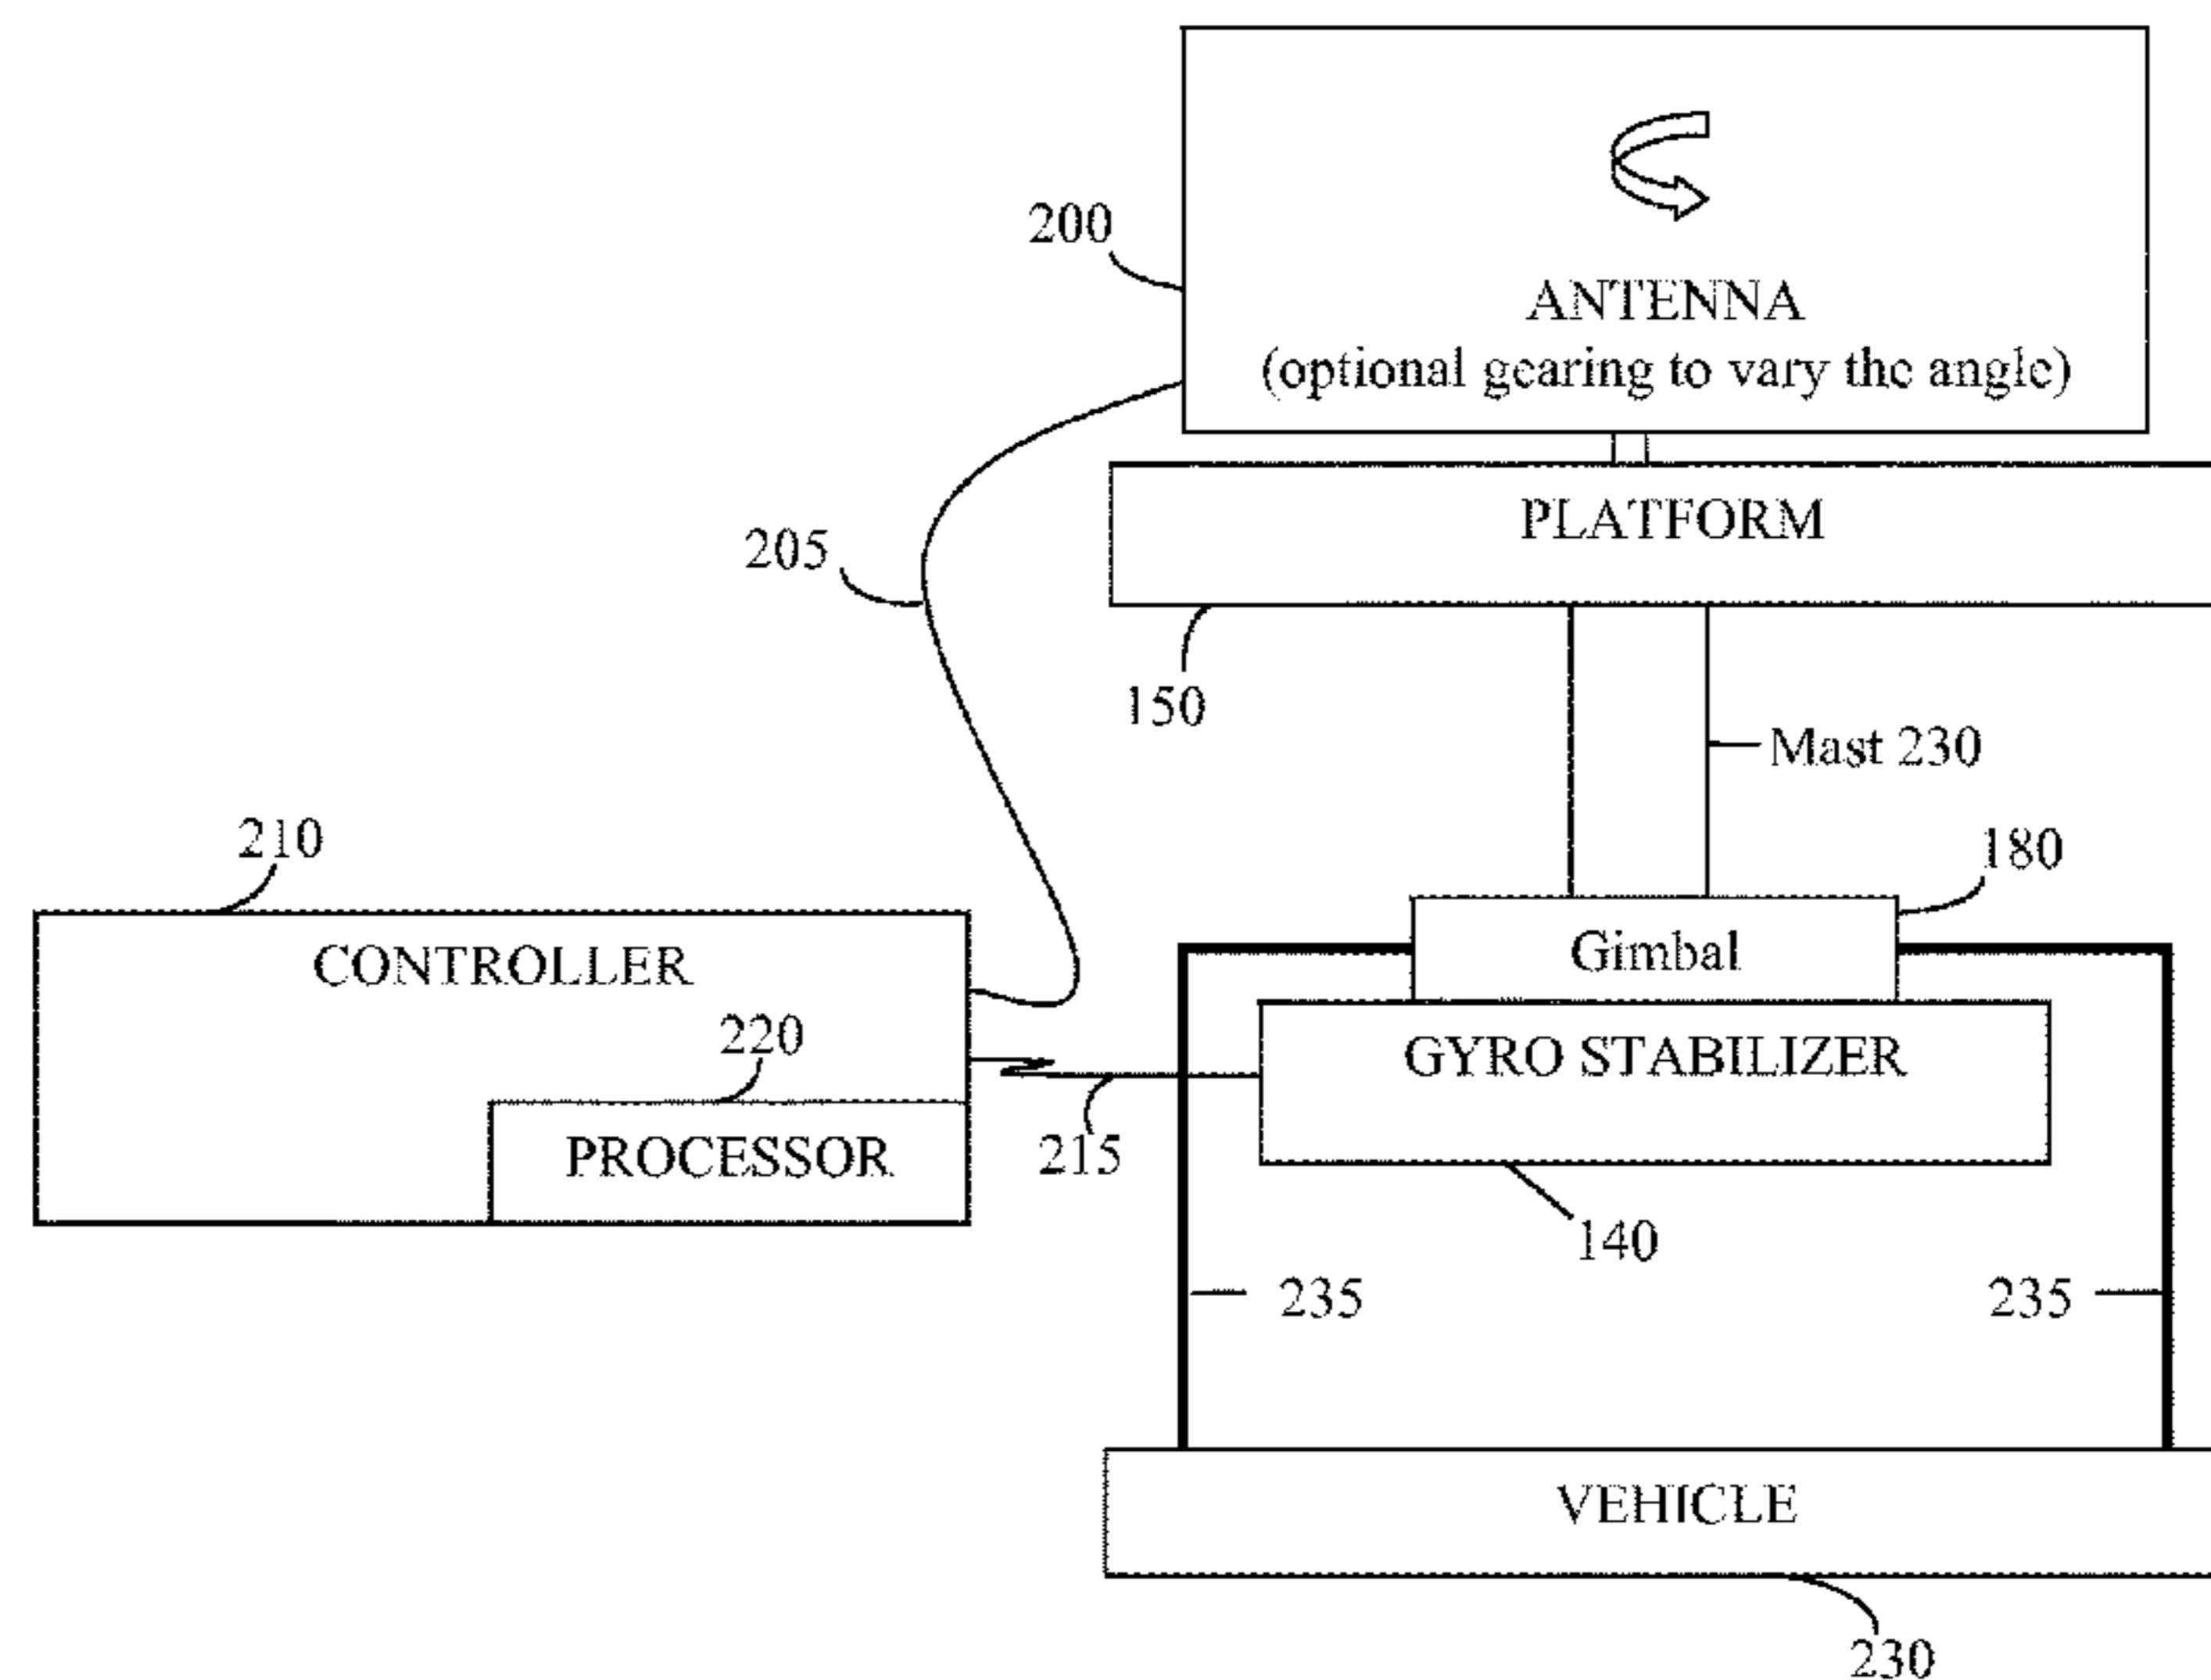 200
ANTENNA
(optional gearing to vary the angle)
PLATFORM
205
150
Mast 230
210
180
CONTROLLER
Gimbal
220
GYRO STABILIZER
PROCESSOR
215
140
235
235
VEHICLE
230